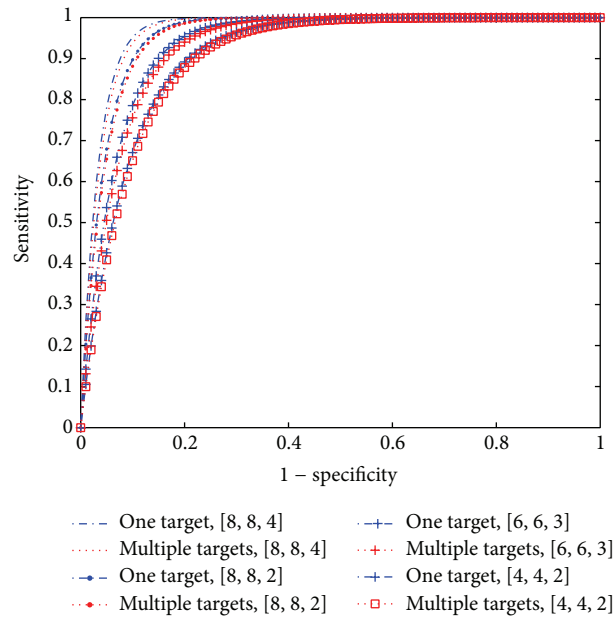 1
0.9
0.8
0.7
0.6
0.5
0.4
0.3
0.2
0.1
0
Sensitivity
0 0.2 0.4 0.6 0.8 1
1 − specificity
One target, [8, 8, 4]
Multiple targets, [8, 8, 4]
One target, [8, 8, 2]
Multiple targets, [8, 8, 2]
One target, [6, 6, 3]
Multiple targets, [6, 6, 3]
One target, [4, 4, 2]
Multiple targets, [4, 4, 2]